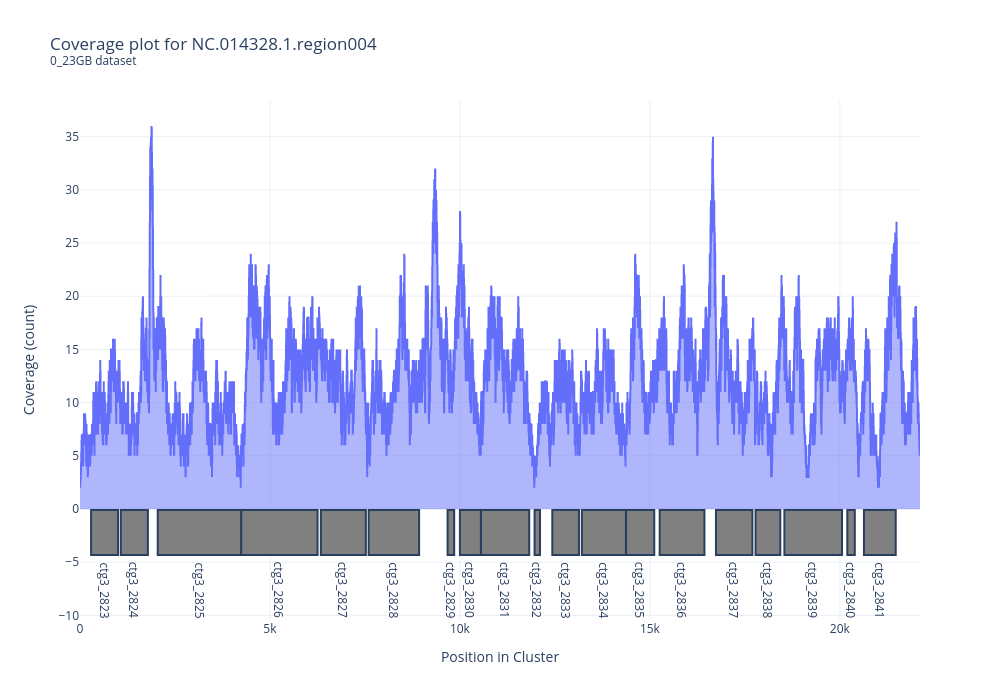 Coverage plot for NC.014328.1.region004
0_23GB dataset
Coverage (count)
35
30
25
20
15
10
5
0
−5
−10
ctg3_2823
ctg3_2824
ctg3_2825
ctg3_2826
ctg3_2827
ctg3_2828
ctg3_2829
ctg3_2830
ctg3_2831
ctg3_2832
ctg3_2833
ctg3_2834
ctg3_2835
ctg3_2836
ctg3_2837
ctg3_2838
ctg3_2839
ctg3_2840
ctg3_2841
0 5k 10k 15k 20k
Position in Cluster